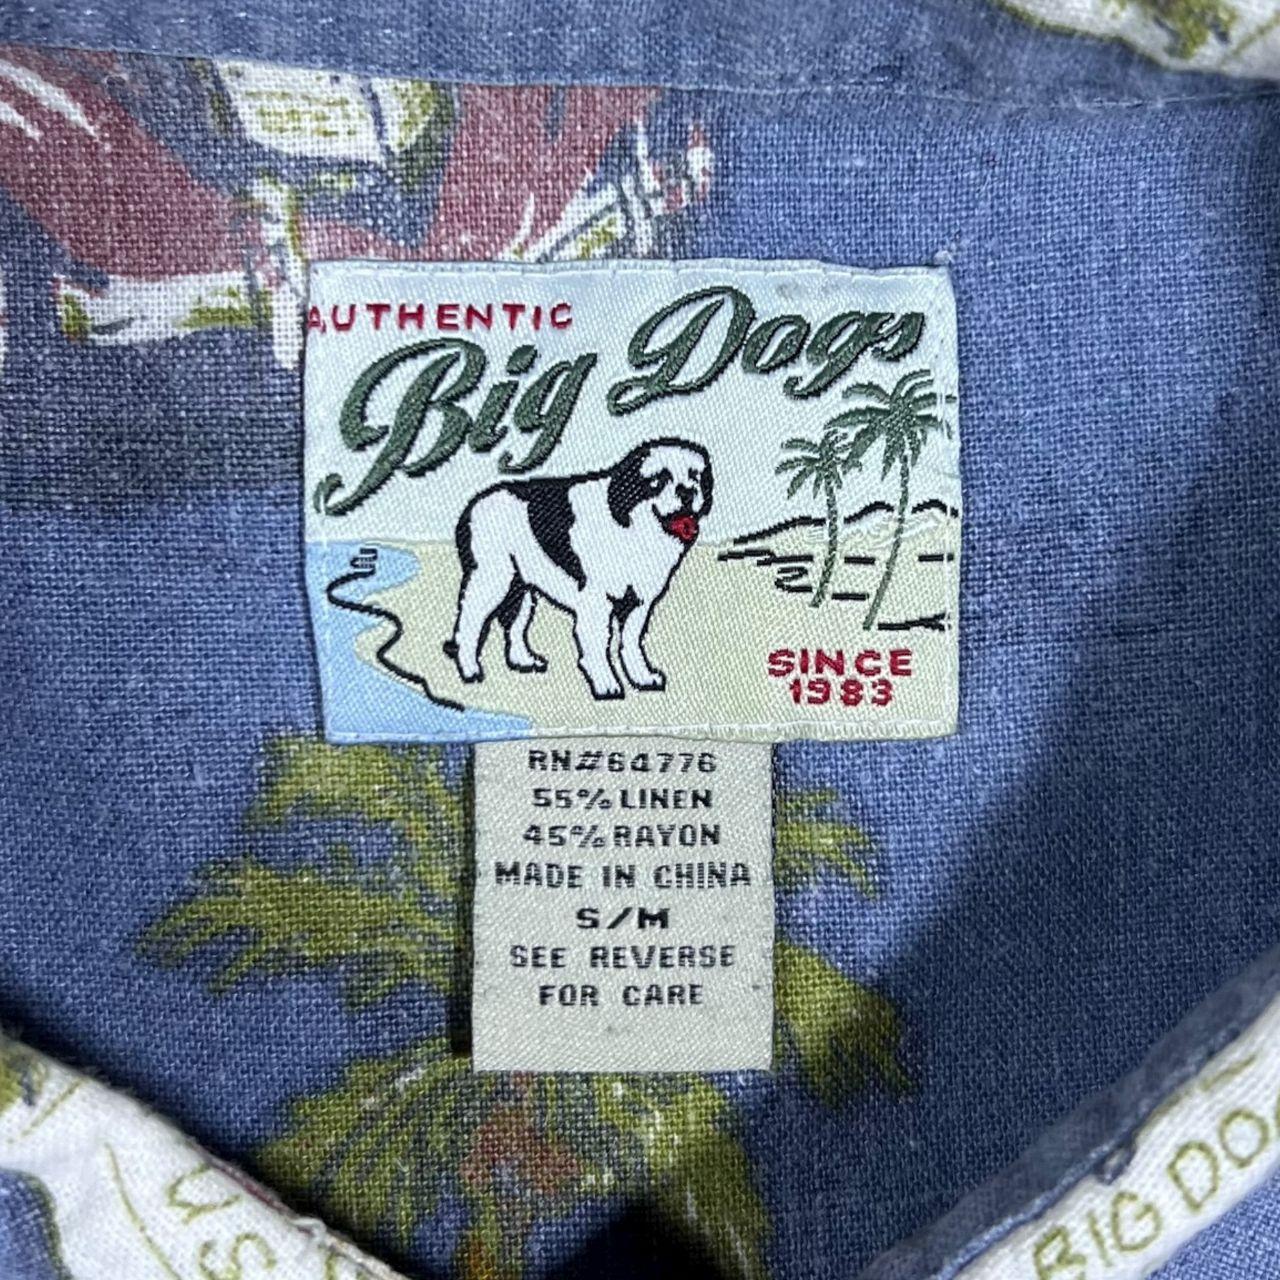 AUTHENTIC
Big Dogs
SINCE
1983
RN#64776
55% LINEN
45% RAYON
MADE IN CHINA
S/M
SEE REVERSE
FOR CARE
BIG DOG